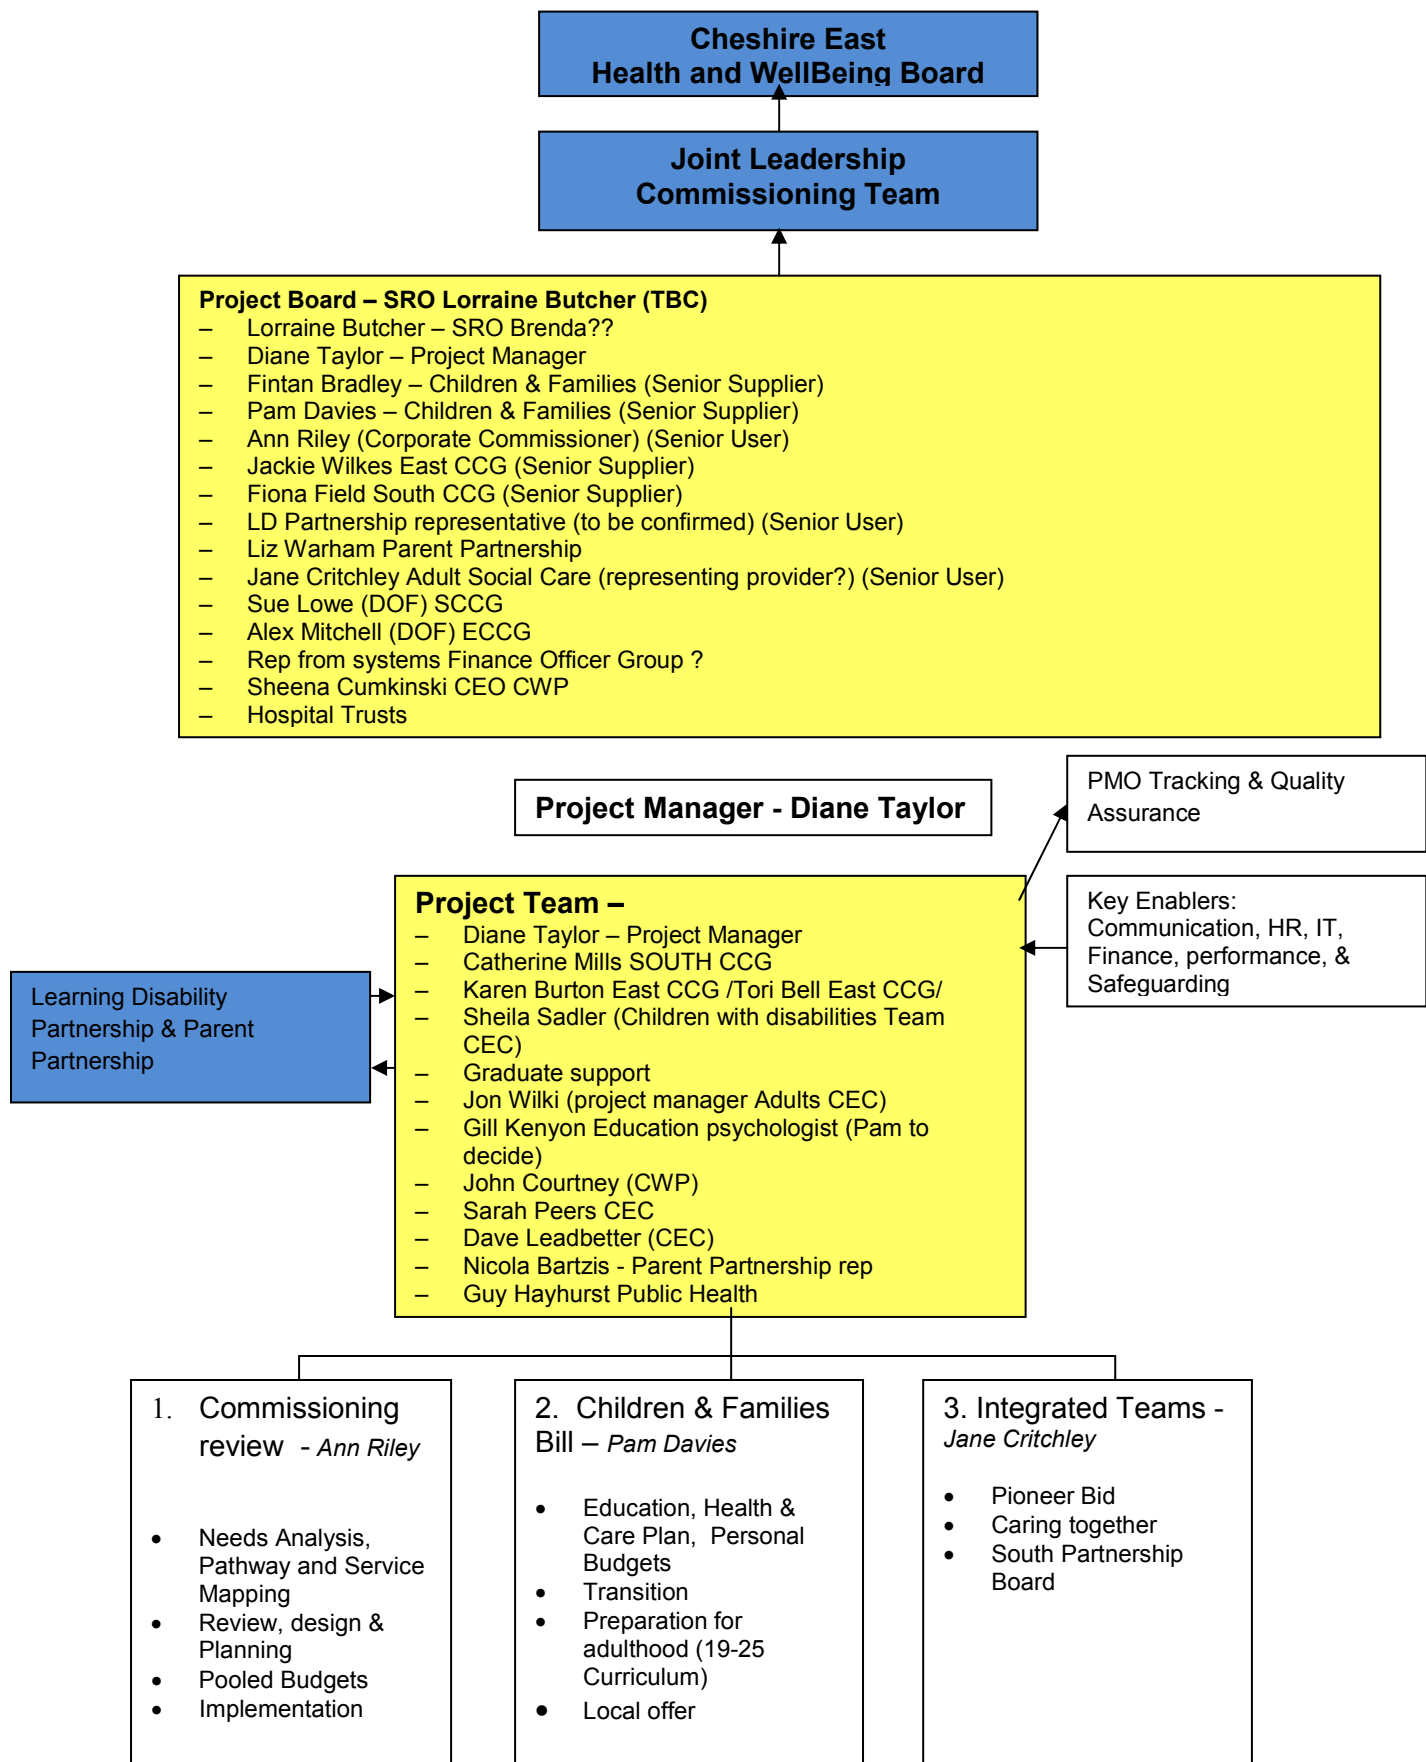 Cheshire East
Health and WellBeing Board
Joint Leadership
Commissioning Team
Project Board – SRO Lorraine Butcher (TBC)
– Lorraine Butcher – SRO Brenda??
– Diane Taylor – Project Manager
– Fintan Bradley – Children & Families (Senior Supplier)
– Pam Davies – Children & Families (Senior Supplier)
– Ann Riley (Corporate Commissioner) (Senior User)
– Jackie Wilkes East CCG (Senior Supplier)
– Fiona Field South CCG (Senior Supplier)
– LD Partnership representative (to be confirmed) (Senior User)
– Liz Warham Parent Partnership
– Jane Critchley Adult Social Care (representing provider?) (Senior User)
– Sue Lowe (DOF) SCCG
– Alex Mitchell (DOF) ECCG
– Rep from systems Finance Officer Group ?
– Sheena Cumkinski CEO CWP
– Hospital Trusts
Project Manager - Diane Taylor
PMO Tracking & Quality
Assurance
Key Enablers:
Communication, HR, IT,
Finance, performance, &
Safeguarding
Learning Disability
Partnership & Parent
Partnership
Project Team –
– Diane Taylor – Project Manager
– Catherine Mills SOUTH CCG
– Karen Burton East CCG /Tori Bell East CCG/
– Sheila Sadler (Children with disabilities Team
CEC)
– Graduate support
– Jon Wilki (project manager Adults CEC)
– Gill Kenyon Education psychologist (Pam to
decide)
– John Courtney (CWP)
– Sarah Peers CEC
– Dave Leadbetter (CEC)
– Nicola Bartzis - Parent Partnership rep
– Guy Hayhurst Public Health
1. Commissioning
review - Ann Riley
• Needs Analysis,
Pathway and Service
Mapping
• Review, design &
Planning
• Pooled Budgets
• Implementation
2. Children & Families
Bill – Pam Davies
• Education, Health &
Care Plan, Personal
Budgets
• Transition
• Preparation for
adulthood (19-25
Curriculum)
• Local offer
3. Integrated Teams -
Jane Critchley
• Pioneer Bid
• Caring together
• South Partnership
Board